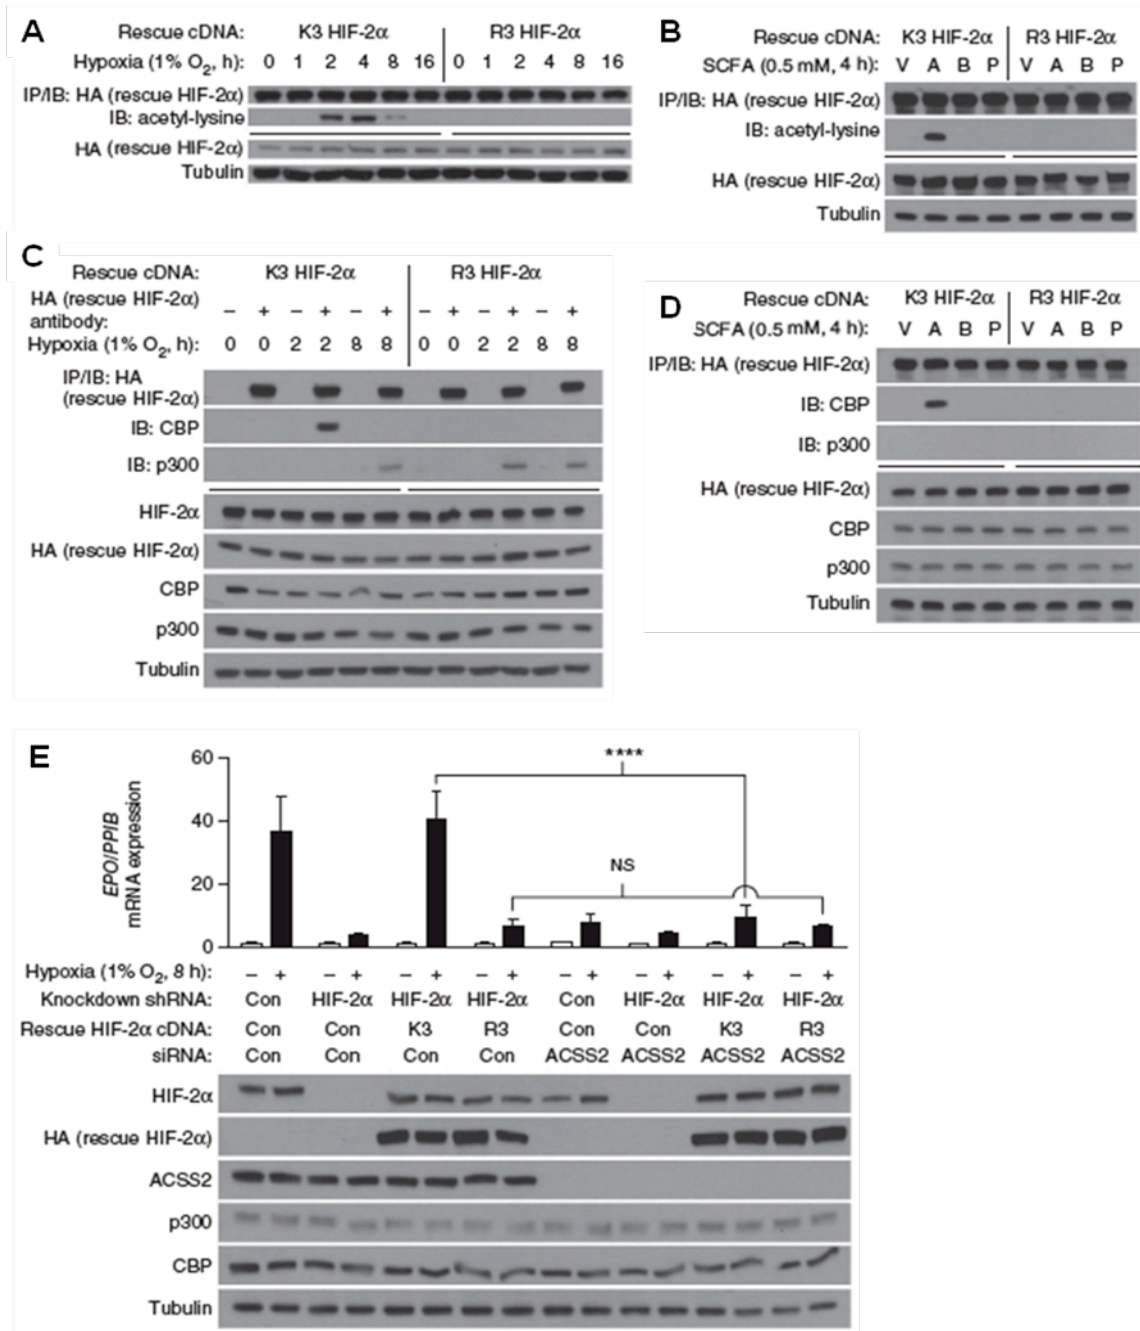 A
Rescue cDNA: K3 HIF-2α R3 HIF-2α
Hypoxia (1% O2, h): 0 1 2 4 8 16 0 1 2 4 8 16
IP/IB: HA (rescue HIF-2α)
IB: acetyl-lysine
HA (rescue HIF-2α)
Tubulin
B
Rescue cDNA: K3 HIF-2α R3 HIF-2α
SCFA (0.5 mM, 4 h): V A B P V A B P
IP/IB: HA (rescue HIF-2α)
IB: acetyl-lysine
HA (rescue HIF-2α)
Tubulin
C
Rescue cDNA: K3 HIF-2α R3 HIF-2α
HA (rescue HIF-2α)
antibody: – + – + – + – + – + – +
Hypoxia (1% O2, h): 0 0 2 2 8 8 0 0 2 2 8 8
IP/IB: HA
(rescue HIF-2α)
IB: CBP
IB: p300
HIF-2α
HA (rescue HIF-2α)
CBP
p300
Tubulin
D
Rescue cDNA: K3 HIF-2α R3 HIF-2α
SCFA (0.5 mM, 4 h): V A B P V A B P
IP/IB: HA (rescue HIF-2α)
IB: CBP
IB: p300
HA (rescue HIF-2α)
CBP
p300
Tubulin
E
EPO/PPIB
mRNA expression
60
40
20
0
****
NS
Hypoxia (1% O2, 8 h): – + – + – + – + – + – + – + – +
Knockdown shRNA: Con HIF-2α HIF-2α HIF-2α Con HIF-2α HIF-2α HIF-2α
Rescue HIF-2α cDNA: Con Con K3 R3 Con Con K3 R3
siRNA: Con Con Con Con ACSS2 ACSS2 ACSS2 ACSS2
HIF-2α
HA (rescue HIF-2α)
ACSS2
p300
CBP
Tubulin